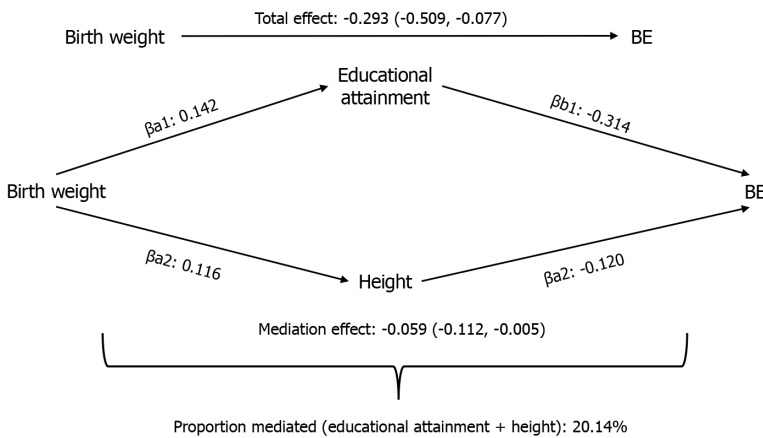 Total effect: -0.293 (-0.509, -0.077)
Birth weight
BE
Educational
attainment
βa1: 0.142
βb1: -0.314
Birth weight
BE
βa2: 0.116
Height
βa2: -0.120
Mediation effect: -0.059 (-0.112, -0.005)
Proportion mediated (educational attainment + height): 20.14%